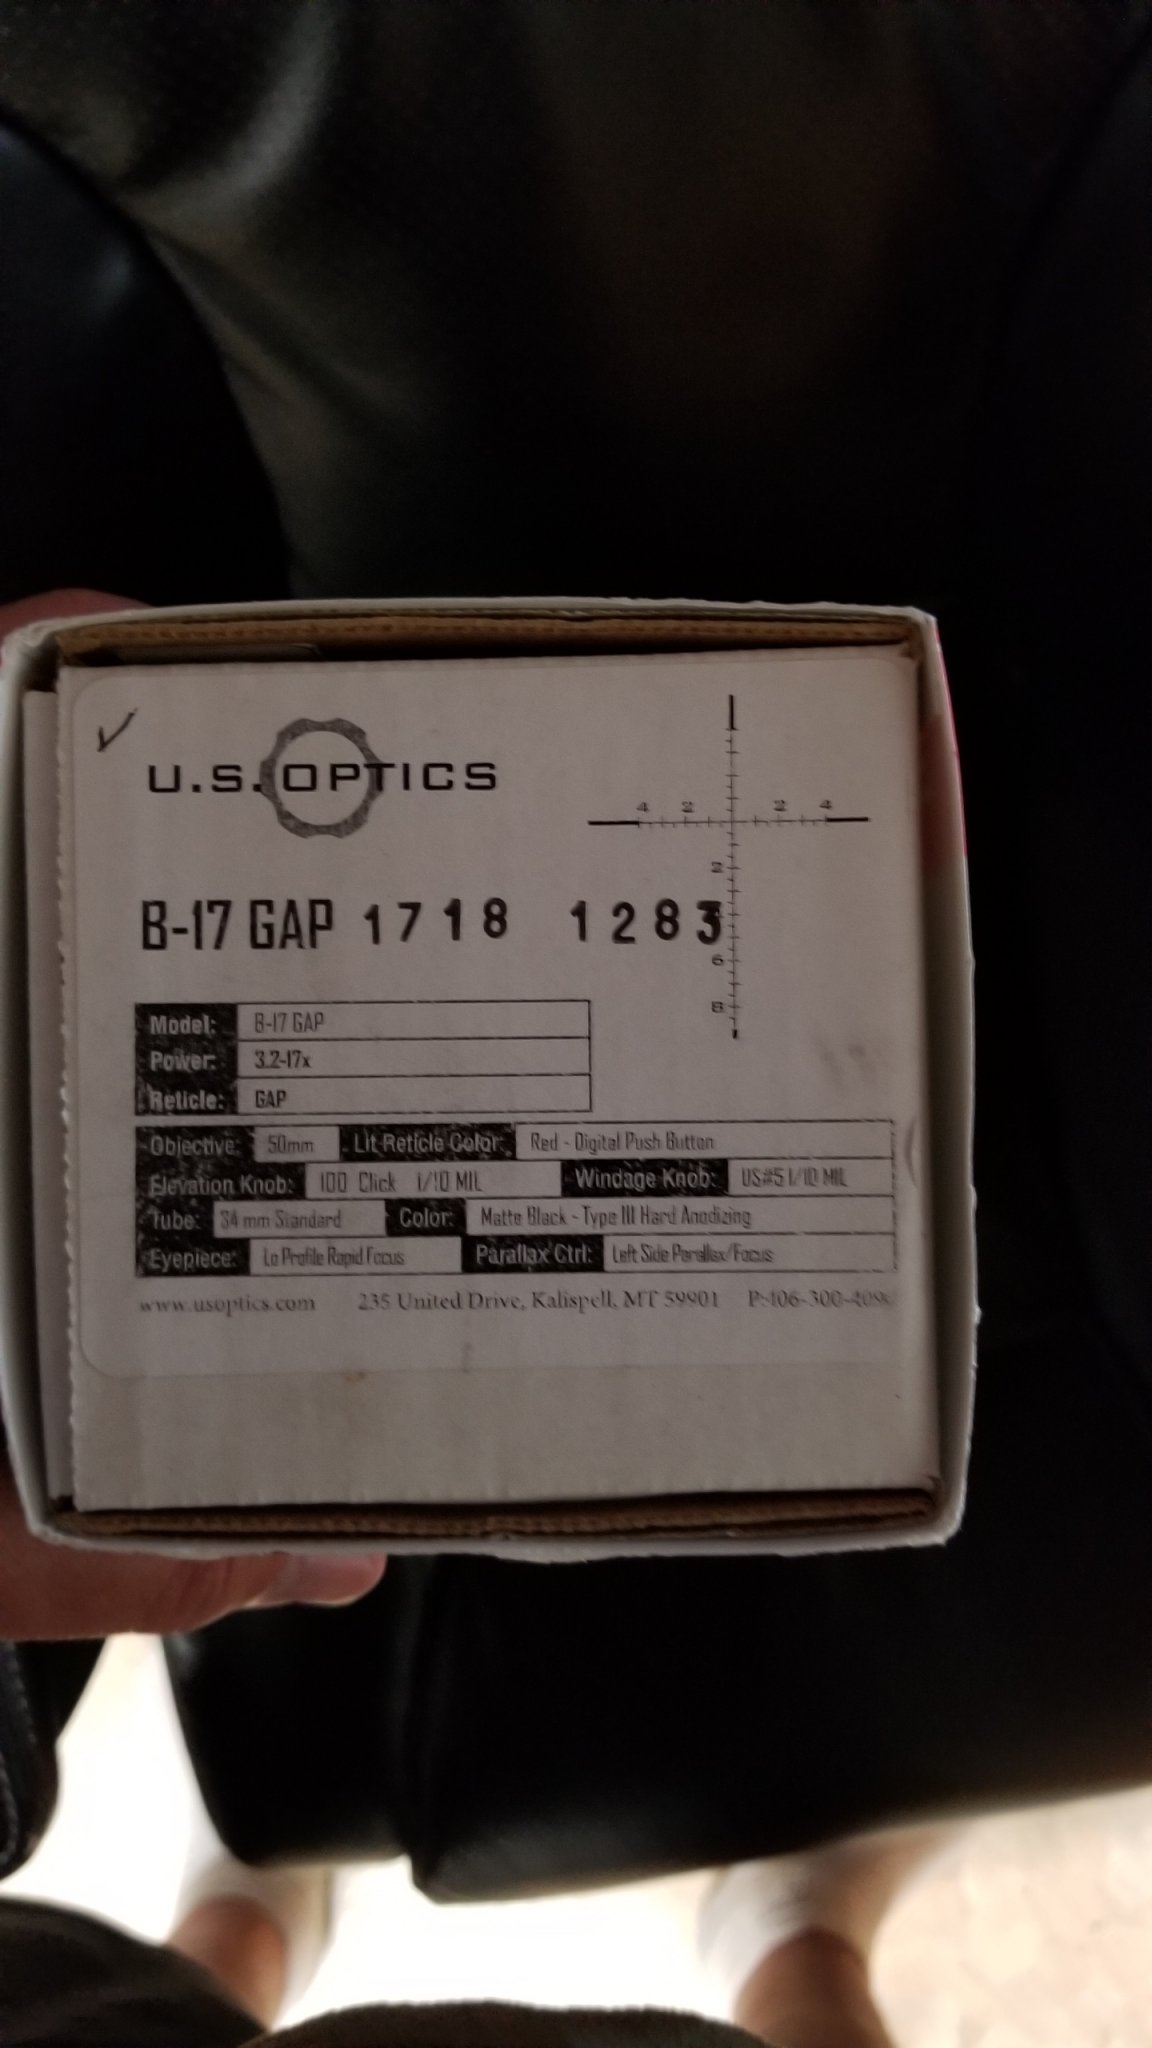 U.S. OPTICS
4 2 2 4
2
B-17 GAP 1718 1283
6
8
Model: B-17 GAP
Power: 3.2-17x
Reticle: GAP
Objective: 50mm Lit Reticle Color: Red - Digital Push Button
Elevation Knob: 100 Click 1/10 MIL Windage Knob: US#5 1/10 MIL
Tube: 34 mm Standard Color: Matte Black - Type III Hard Anodizing
Eyepiece: Lo Profile Rapid Focus Parallax Ctrl: Left Side Parallax/Focus
www.usoptics.com 235 United Drive, Kalispell, MT 59901